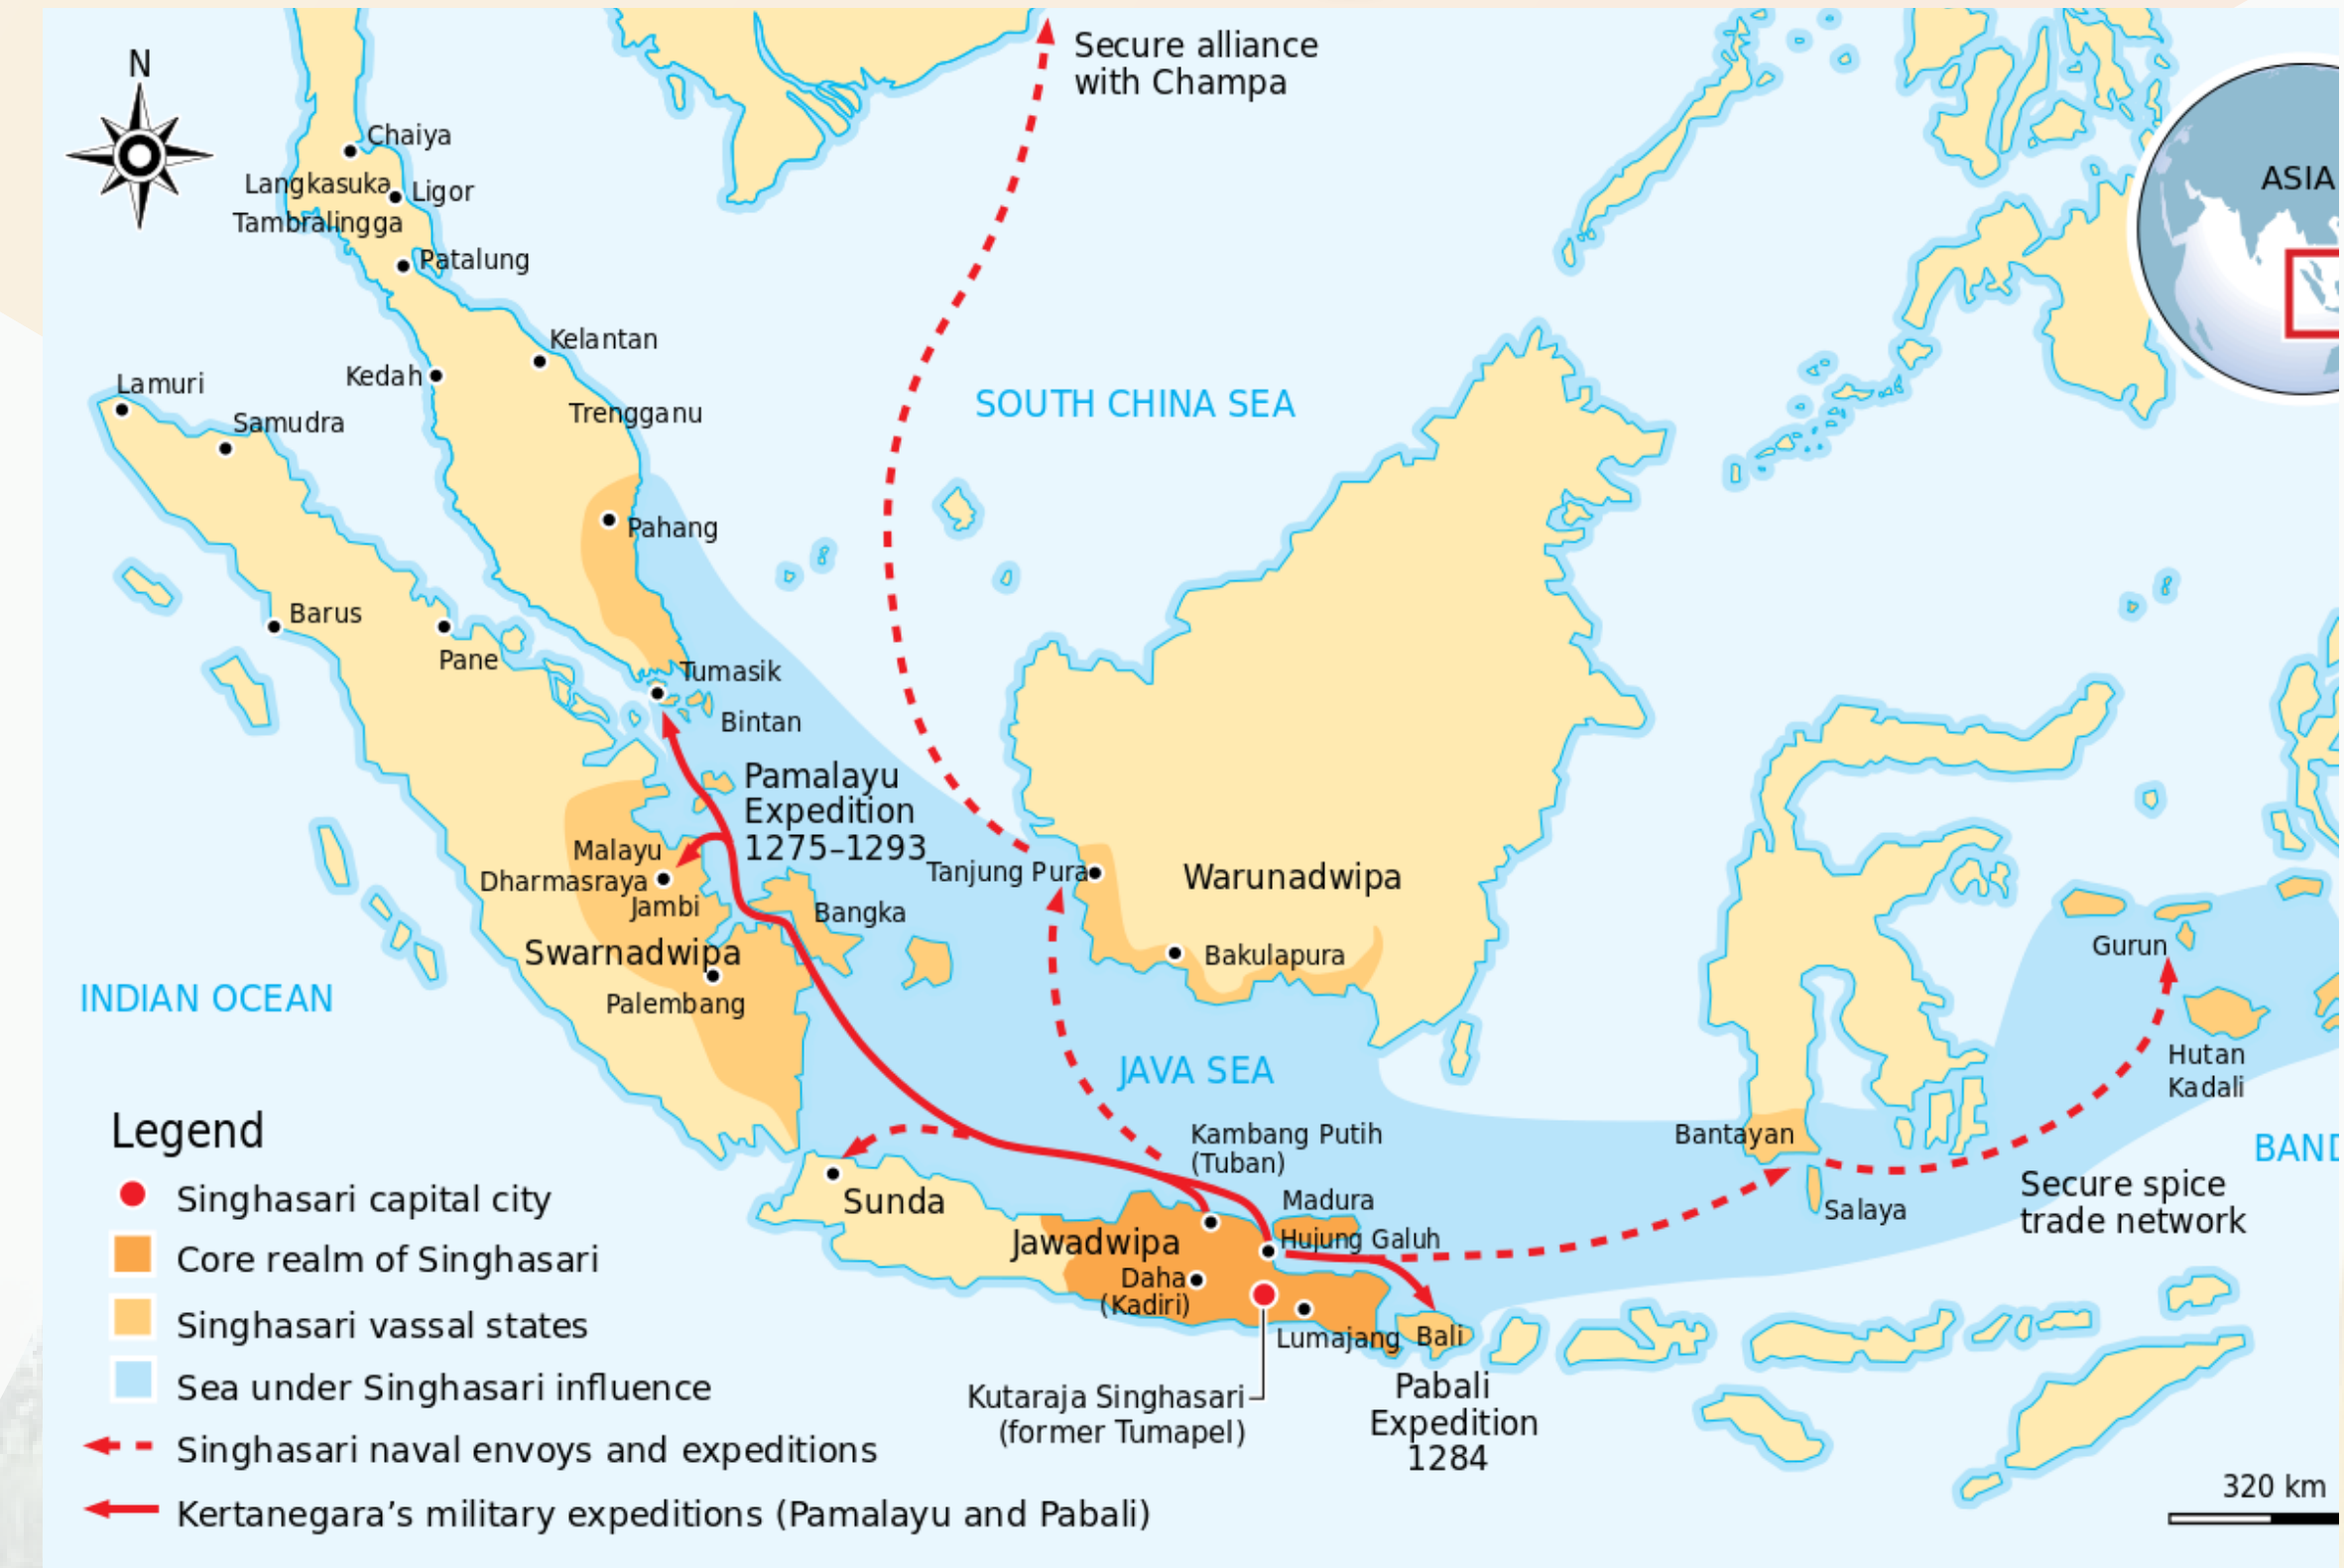 N
Secure alliance
with Champa
Chaiya
Langkasuka
Ligor
Tambralingga
Patalung
ASIA
Kelantan
Kedah
Lamuri
Samudra
Trengganu
SOUTH CHINA SEA
Pahang
Barus
Pane
Tumasik
Bintan
Pamalayu
Expedition
1275–1293
Malayu
Dharmasraya
Jambi
Tanjung Pura
Warunadwipa
Bangka
Swarnadwipa
Bakulapura
Gurun
Palembang
INDIAN OCEAN
JAVA SEA
Hutan
Kadali
Kambang Putih
(Tuban)
Bantayan
BAND
Secure spice
trade network
Salaya
Sunda
Madura
Jawadwipa
Hujung Galuh
Daha
(Kadiri)
Lumajang
Bali
Kutaraja Singhasari
(former Tumapel)
Pabali
Expedition
1284
Legend
Singhasari capital city
Core realm of Singhasari
Singhasari vassal states
Sea under Singhasari influence
Singhasari naval envoys and expeditions
Kertanegara’s military expeditions (Pamalayu and Pabali)
320 km